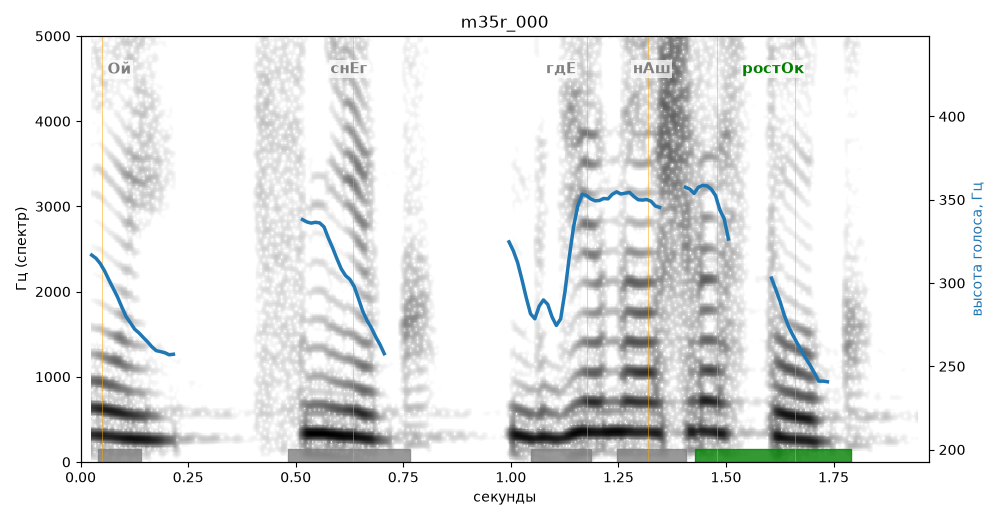 m35r_000
5000
4000
3000
2000
1000
0
Гц (спектр)
Ой
снЕг
гдЕ
нАш
ростОк
400
350
300
250
200
высота голоса, Гц
0.00
0.25
0.50
0.75
1.00
1.25
1.50
1.75
секунды